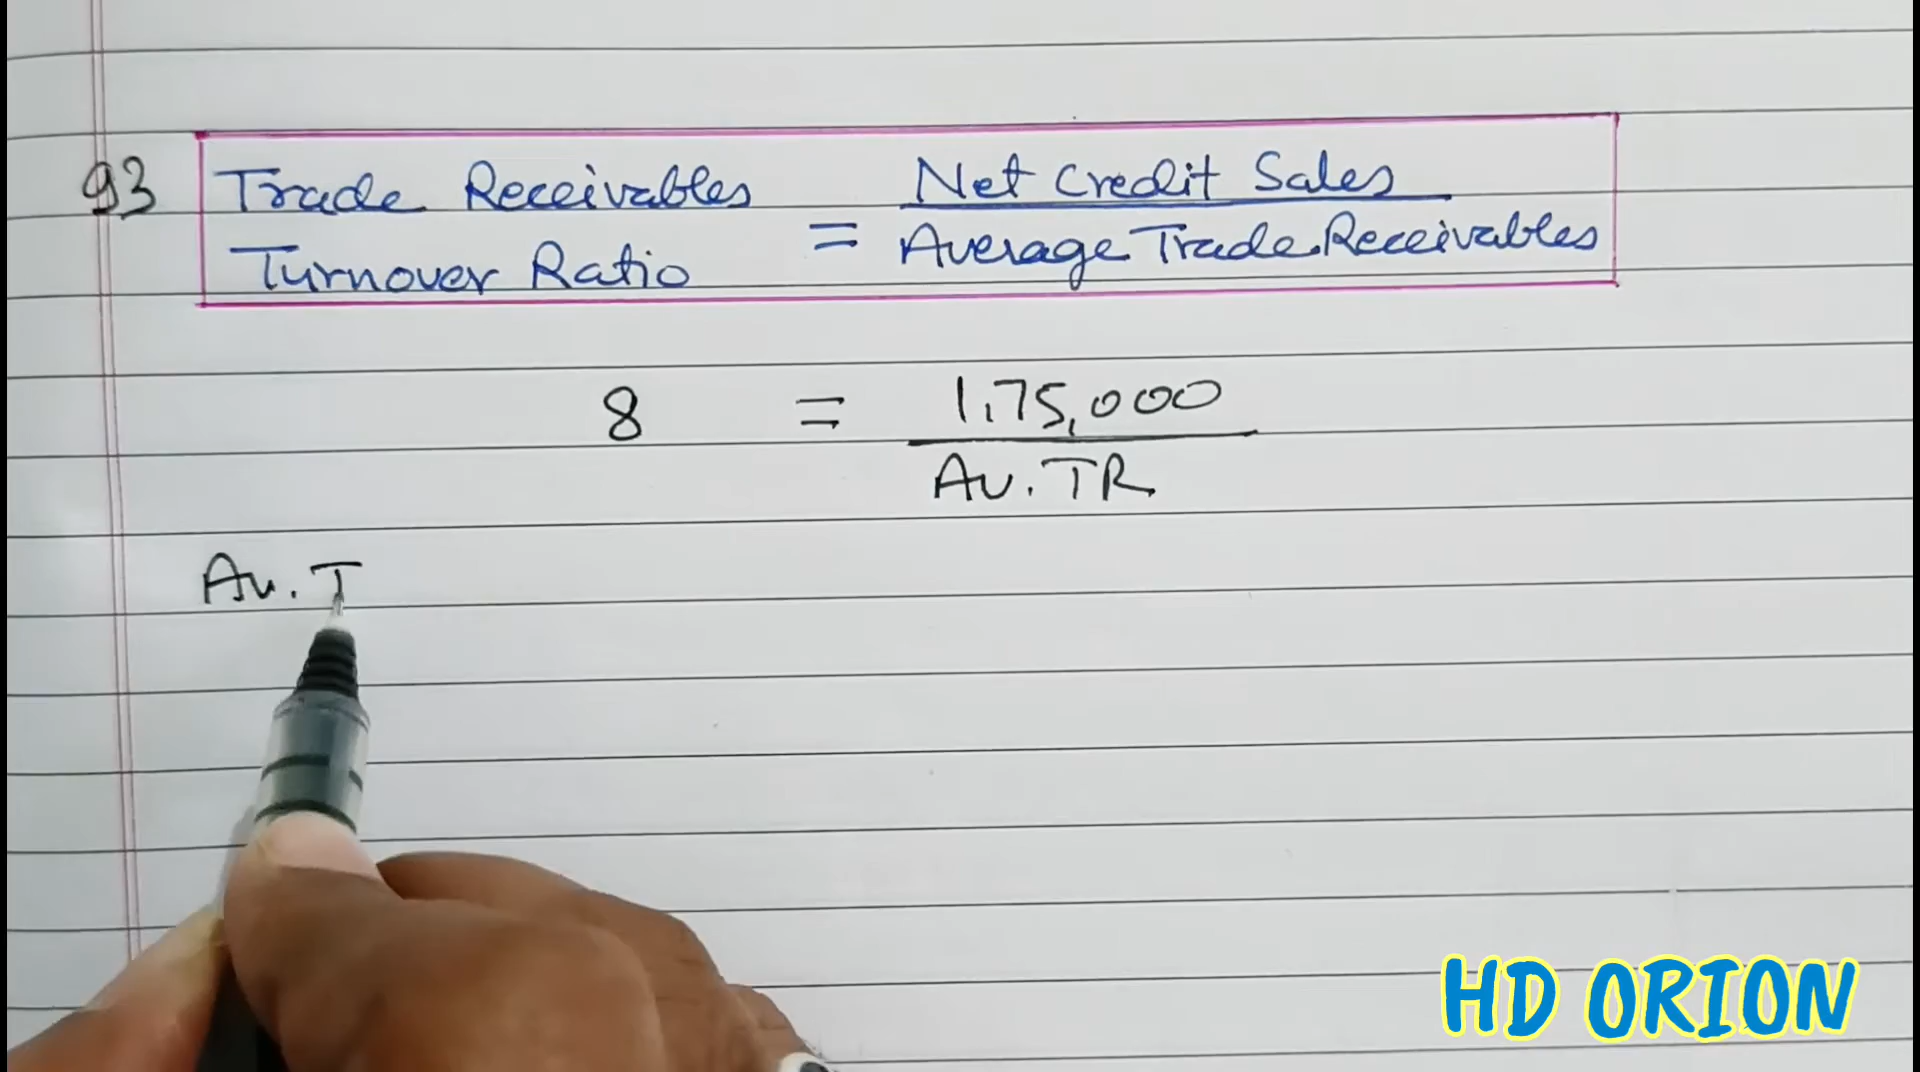 93 Trade Receivables Turnover Ratio = Net Credit Sales
Average Trade Receivables
8 = 1,75,000
Av. TR
Av. T
HD ORION